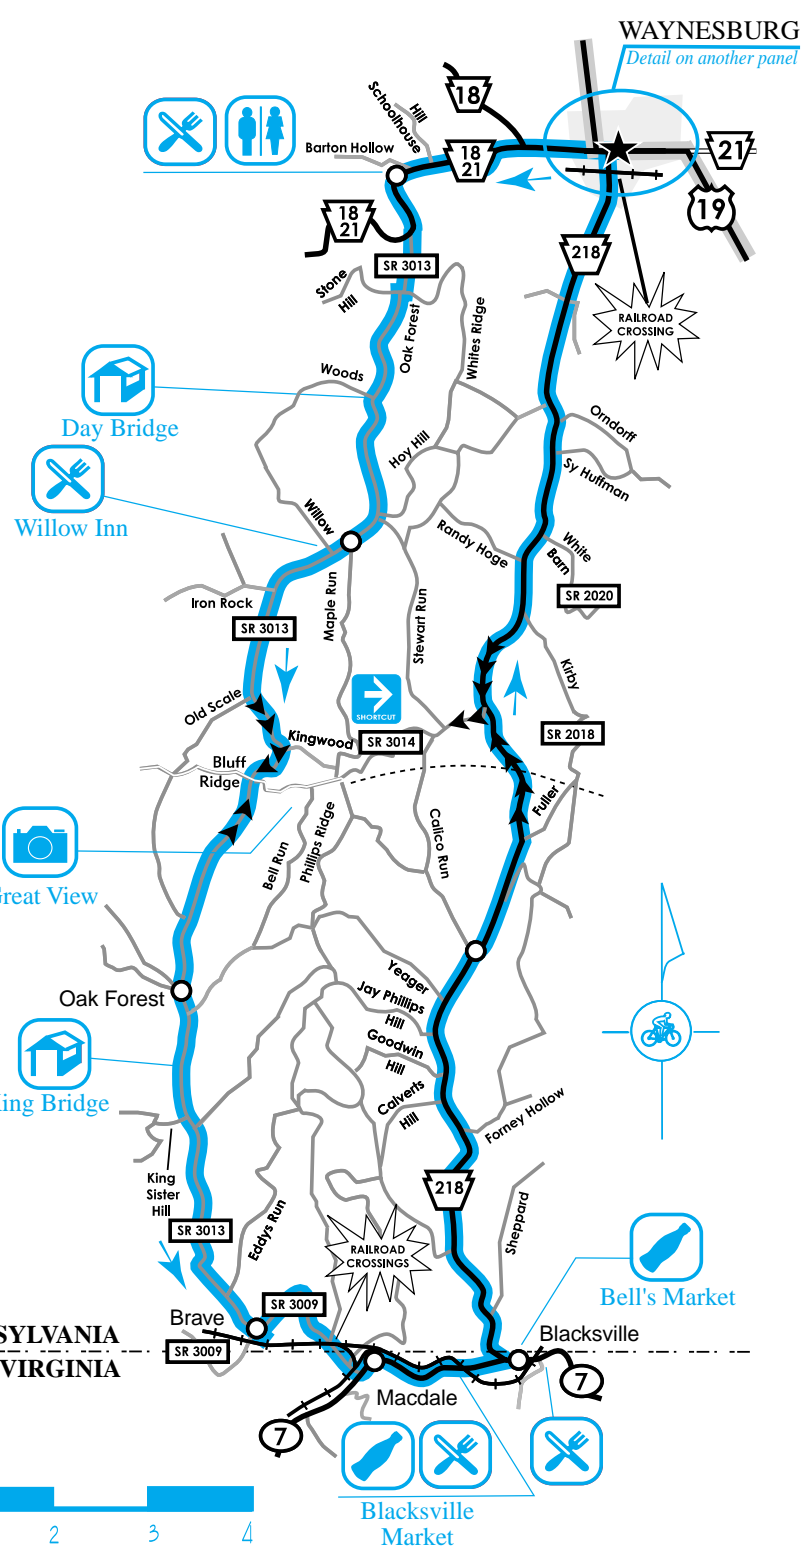 WAYNESBURG
Detail on another panel
18
Schoolhouse
Hill
Barton Hollow
18
21
21
19
18
21
218
SR 3013
Stone
Hill
RAILROAD
CROSSING
Oak Forest
Whites Ridge
Woods
Day Bridge
Orndorff
Hoy Hill
Sy Huffman
Willow Inn
Willow
Randy Hoge
White
Barn
SR 2020
Iron Rock
Maple Run
Stewart Run
SR 3013
Kirby
Old Scale
SHORTCUT
Kingwood
SR 3014
SR 2018
Bluff
Ridge
Fuller
Phillips Ridge
Calico Run
Bell Run
Great View
Yeager
Oak Forest
Jay Phillips
Hill
Goodwin
Hill
King Bridge
Calverts
Hill
Forney Hollow
King
Sister
Hill
218
Eddys Run
Sheppard
SR 3013
RAILROAD
CROSSINGS
Bell's Market
SR 3009
Brave
SYLVANIA
Blacksville
SR 3009
VIRGINIA
7
Macdale
7
Blacksville
Market
2
3
4